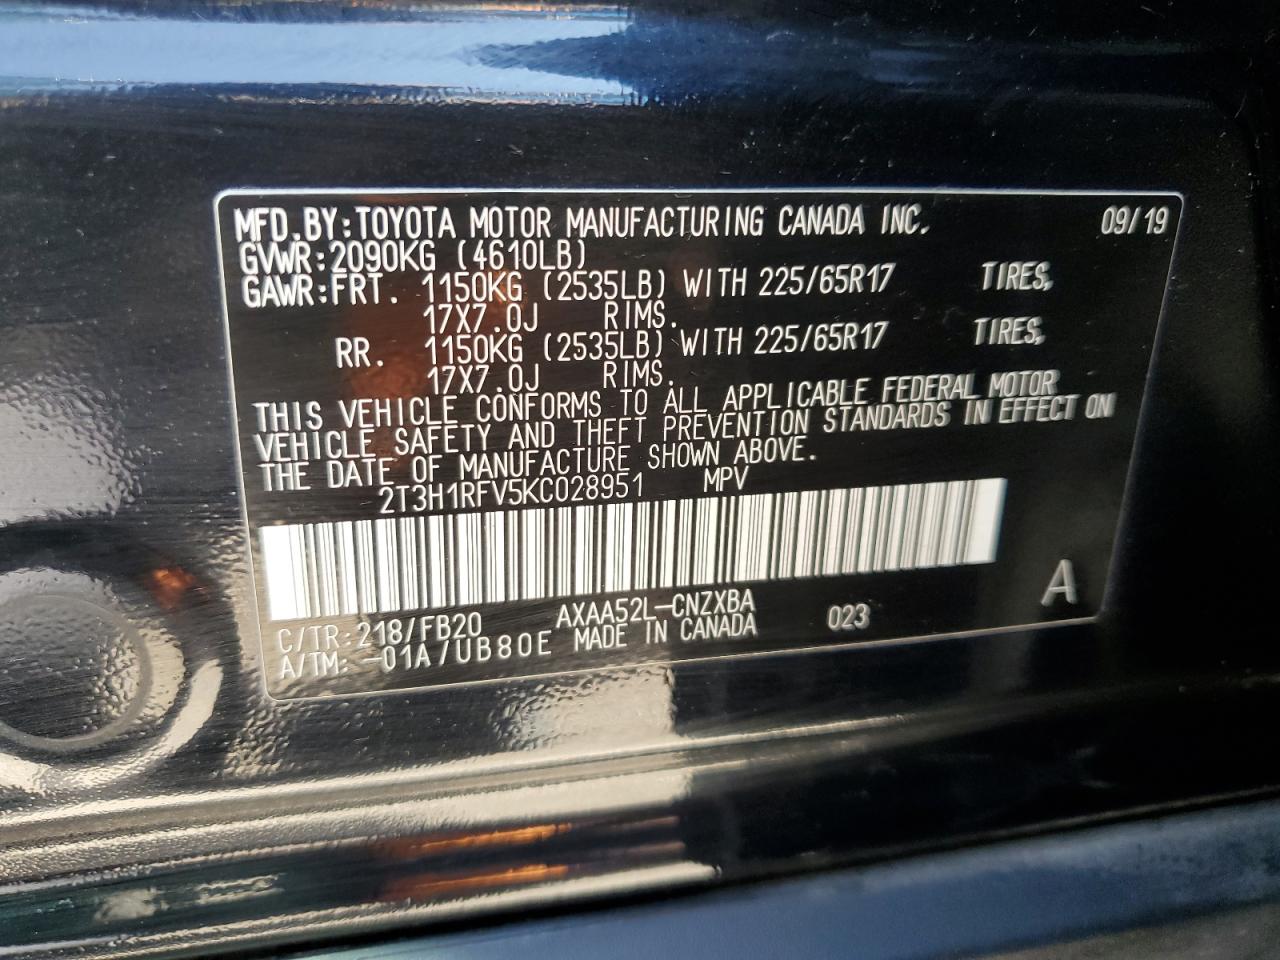 MFD.BY:TOYOTA MOTOR MANUFACTURING CANADA INC. 09/19
GVWR:2090KG (4610LB)
GAWR:FRT. 1150KG (2535LB) WITH 225/65R17 TIRES,
17X7.0J RIMS.
RR. 1150KG (2535LB) WITH 225/65R17 TIRES,
17X7.0J RIMS.
THIS VEHICLE CONFORMS TO ALL APPLICABLE FEDERAL MOTOR
VEHICLE SAFETY AND THEFT PREVENTION STANDARDS IN EFFECT ON
THE DATE OF MANUFACTURE SHOWN ABOVE.
2T3H1RFV5KC028951 MPV
C/TR:218/FB20 AXAA52L-CNZXBA 023 A
A/TM:-01A/UB80E MADE IN CANADA